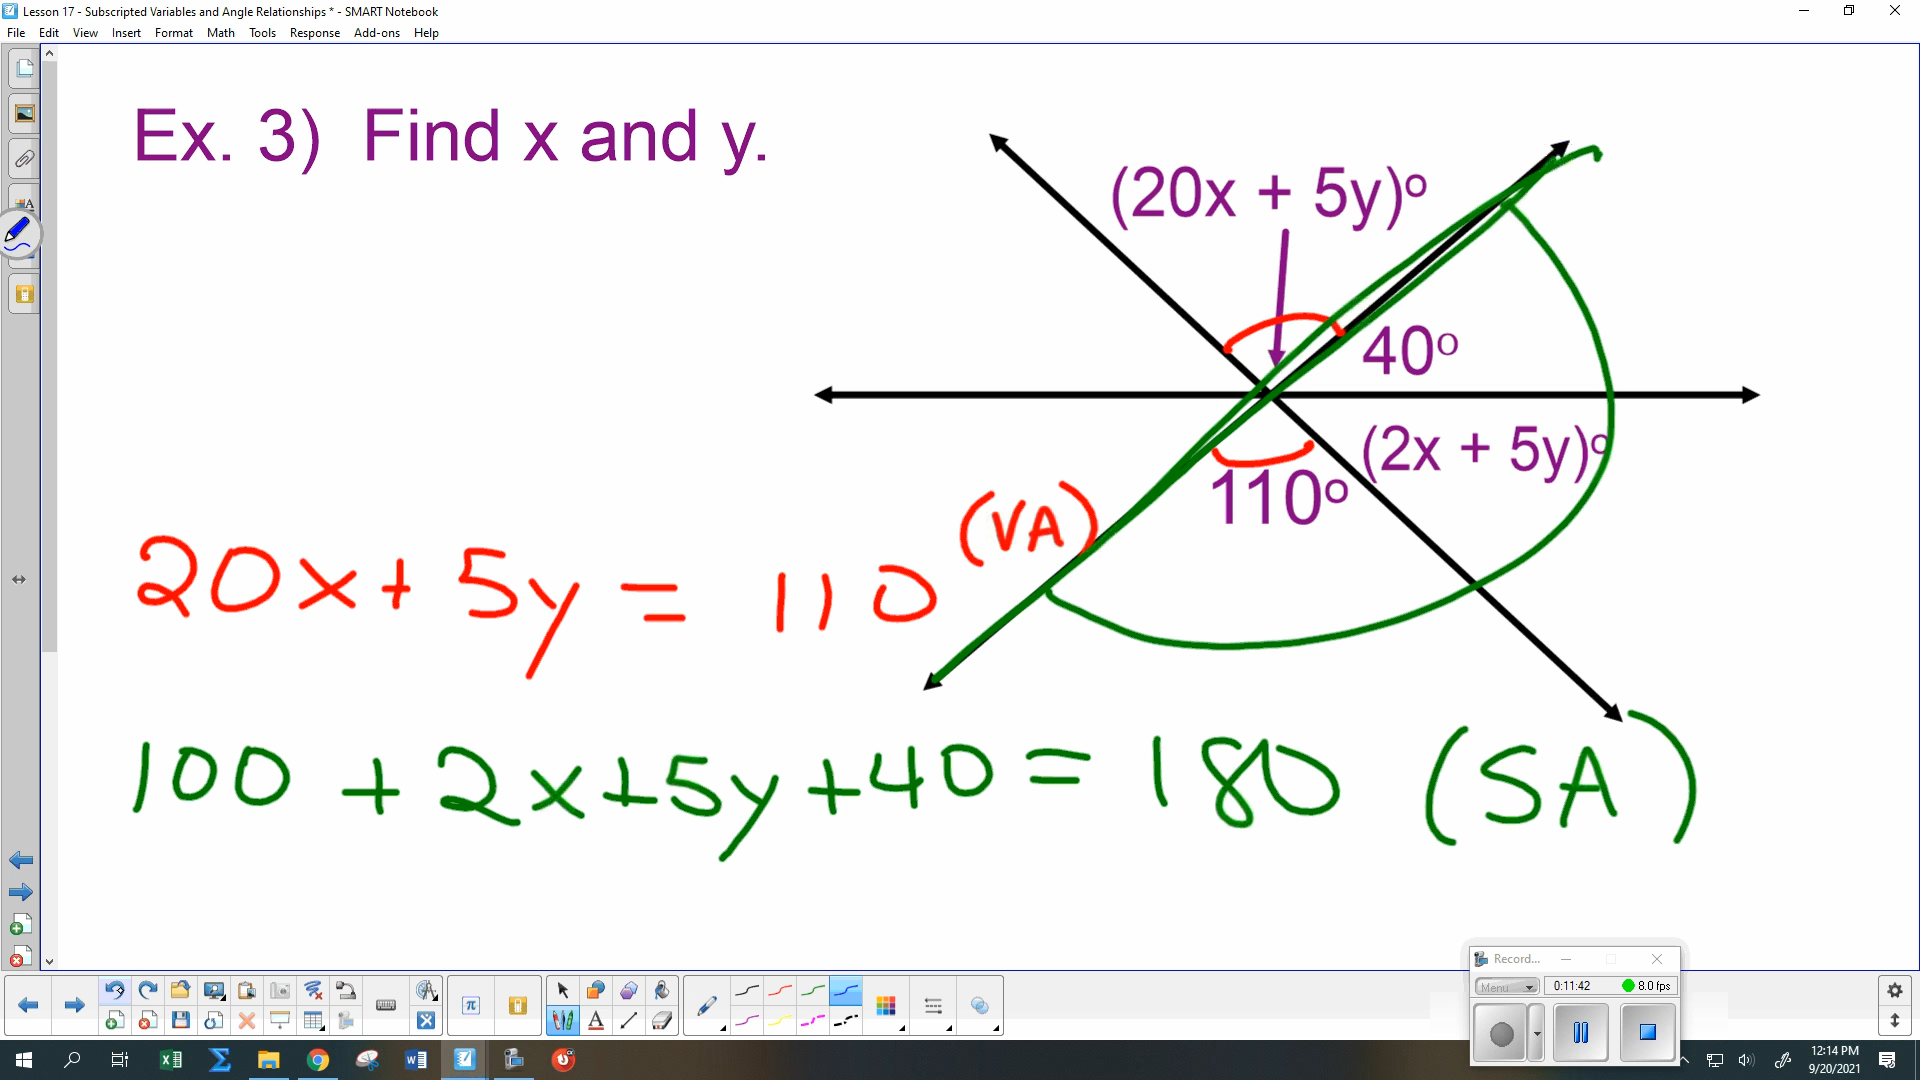 Lesson 17 - Subscripted Variables and Angle Relationships * - SMART Notebook
File Edit View Insert Format Math Tools Response Add-ons Help
Ex. 3) Find x and y.
(20x + 5y)º
40º
(2x + 5y)º
110º
(VA)
20x + 5y = 110
100 + 2x + 5y + 40 = 180 (SA)
Record...
Menu
0:11:42
8.0 fps
12:14 PM
9/20/2021